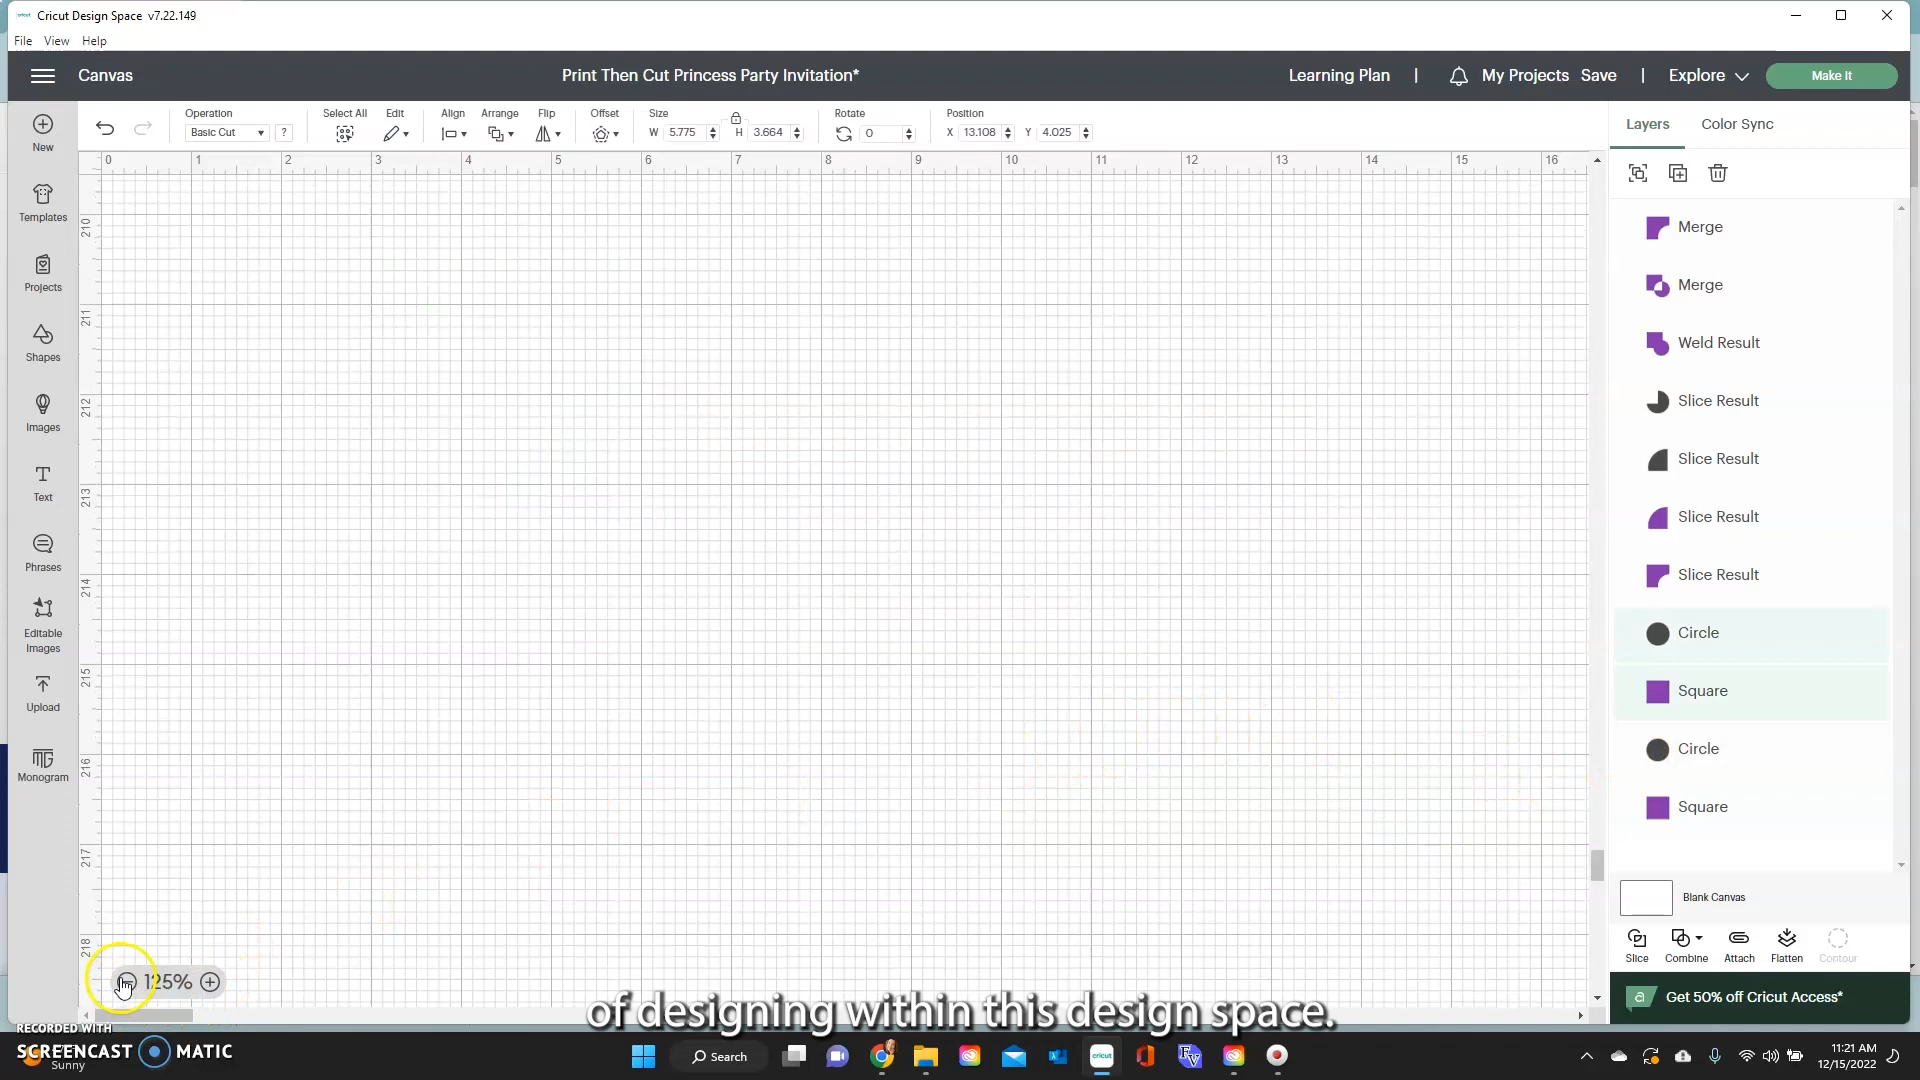 cricut Cricut Design Space v7.22.149
File View Help
Canvas Print Then Cut Princess Party Invitation* Learning Plan | My Projects Save | Explore Make It
Operation Select All Edit Align Arrange Flip Offset Size Rotate Position
Basic Cut ? W 5.775 H 3.664 0 X 13.108 Y 4.025
Layers Color Sync
0 1 2 3 4 5 6 7 8 9 10 11 12 13 14 15 16
210
211
212
213
214
215
216
217
218
New
Templates
Projects
Shapes
Images
Text
Phrases
Editable
Images
Upload
Monogram
Merge
Merge
Weld Result
Slice Result
Slice Result
Slice Result
Slice Result
Circle
Square
Circle
Square
Blank Canvas
Slice Combine Attach Flatten Contour
125%
Get 50% off Cricut Access*
of designing within this design space.
RECORDED WITH
SCREENCAST MATIC
Sunny
Search
cricut
11:21 AM
12/15/2022